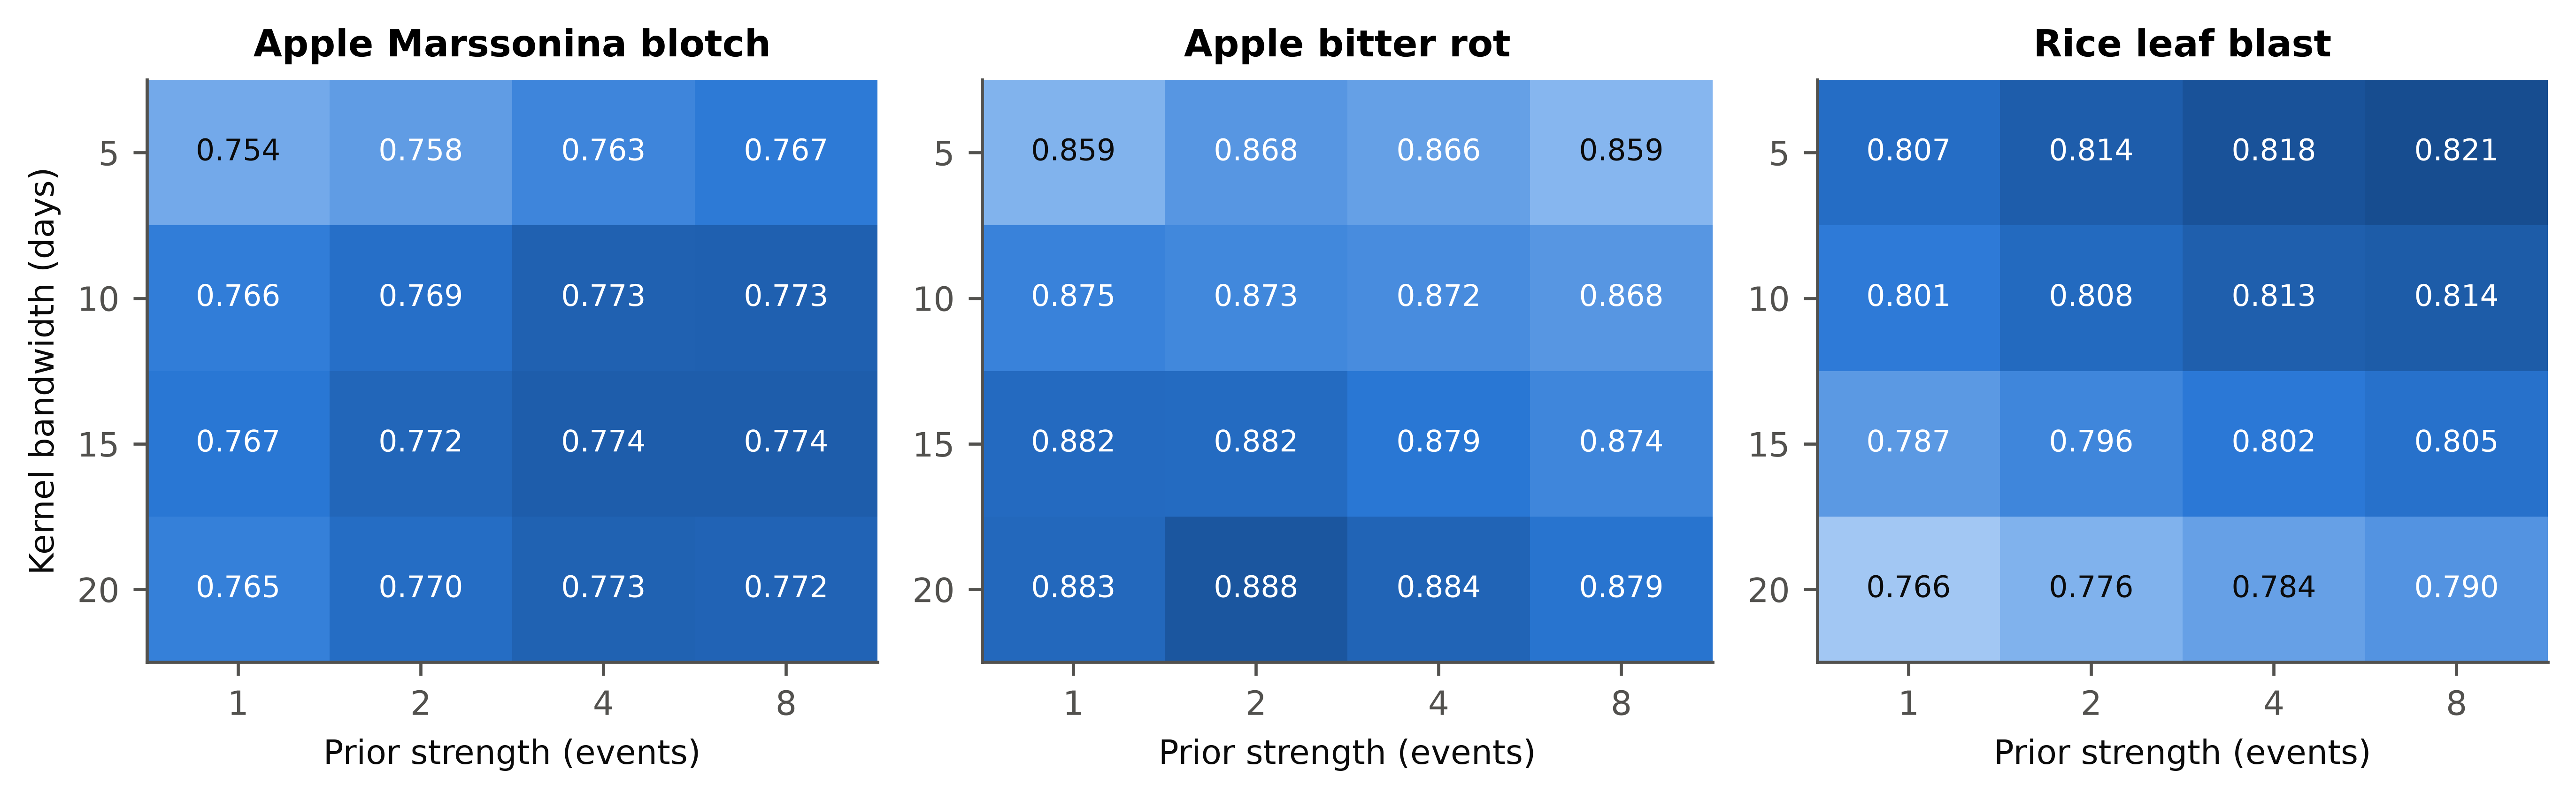 Apple Marssonina blotch
Apple bitter rot
Rice leaf blast
Kernel bandwidth (days)
5 0.754 0.758 0.763 0.767
10 0.766 0.769 0.773 0.773
15 0.767 0.772 0.774 0.774
20 0.765 0.770 0.773 0.772
1 2 4 8
Prior strength (events)
5 0.859 0.868 0.866 0.859
10 0.875 0.873 0.872 0.868
15 0.882 0.882 0.879 0.874
20 0.883 0.888 0.884 0.879
1 2 4 8
Prior strength (events)
5 0.807 0.814 0.818 0.821
10 0.801 0.808 0.813 0.814
15 0.787 0.796 0.802 0.805
20 0.766 0.776 0.784 0.790
1 2 4 8
Prior strength (events)